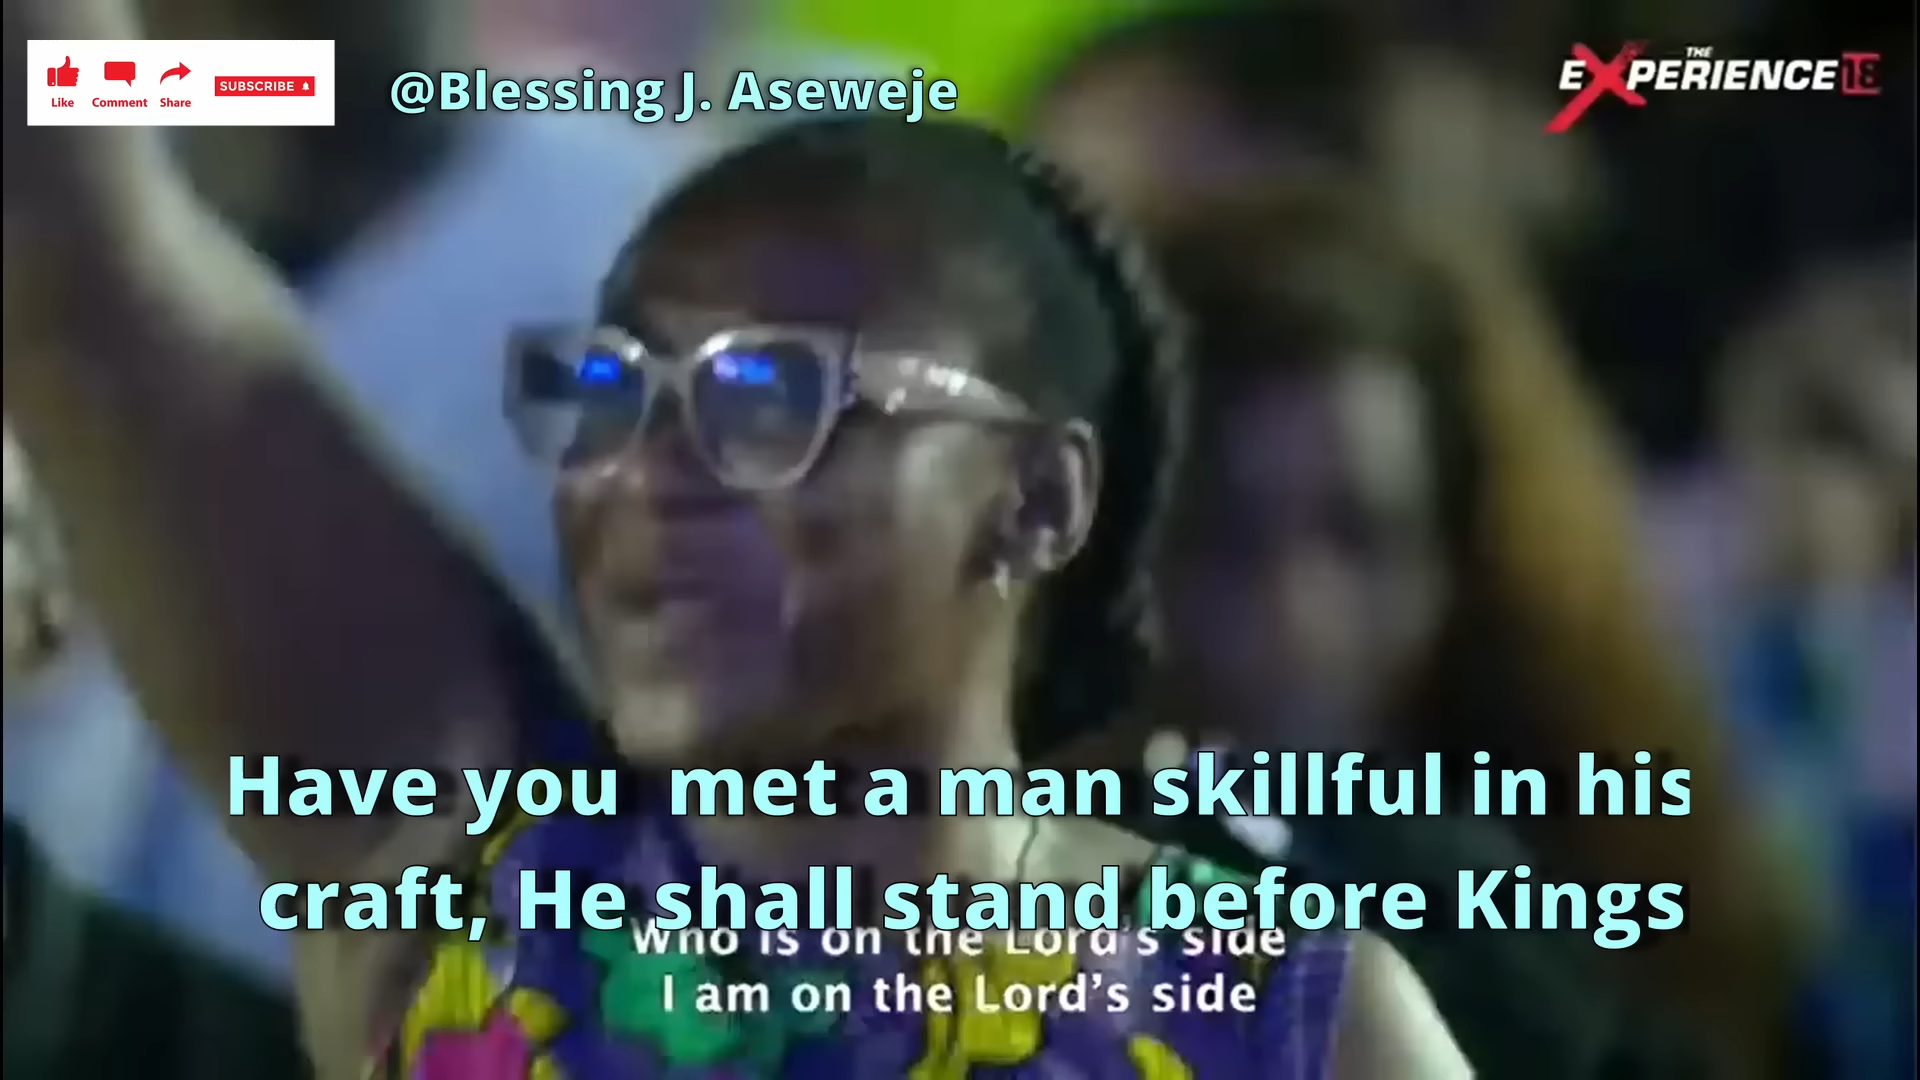 Like Comment Share SUBSCRIBE
@Blessing J. Aseweje
THE
EXPERIENCE 18
Have you met a man skillful in his
craft, He shall stand before Kings
Who is on the Lord's side
I am on the Lord's side